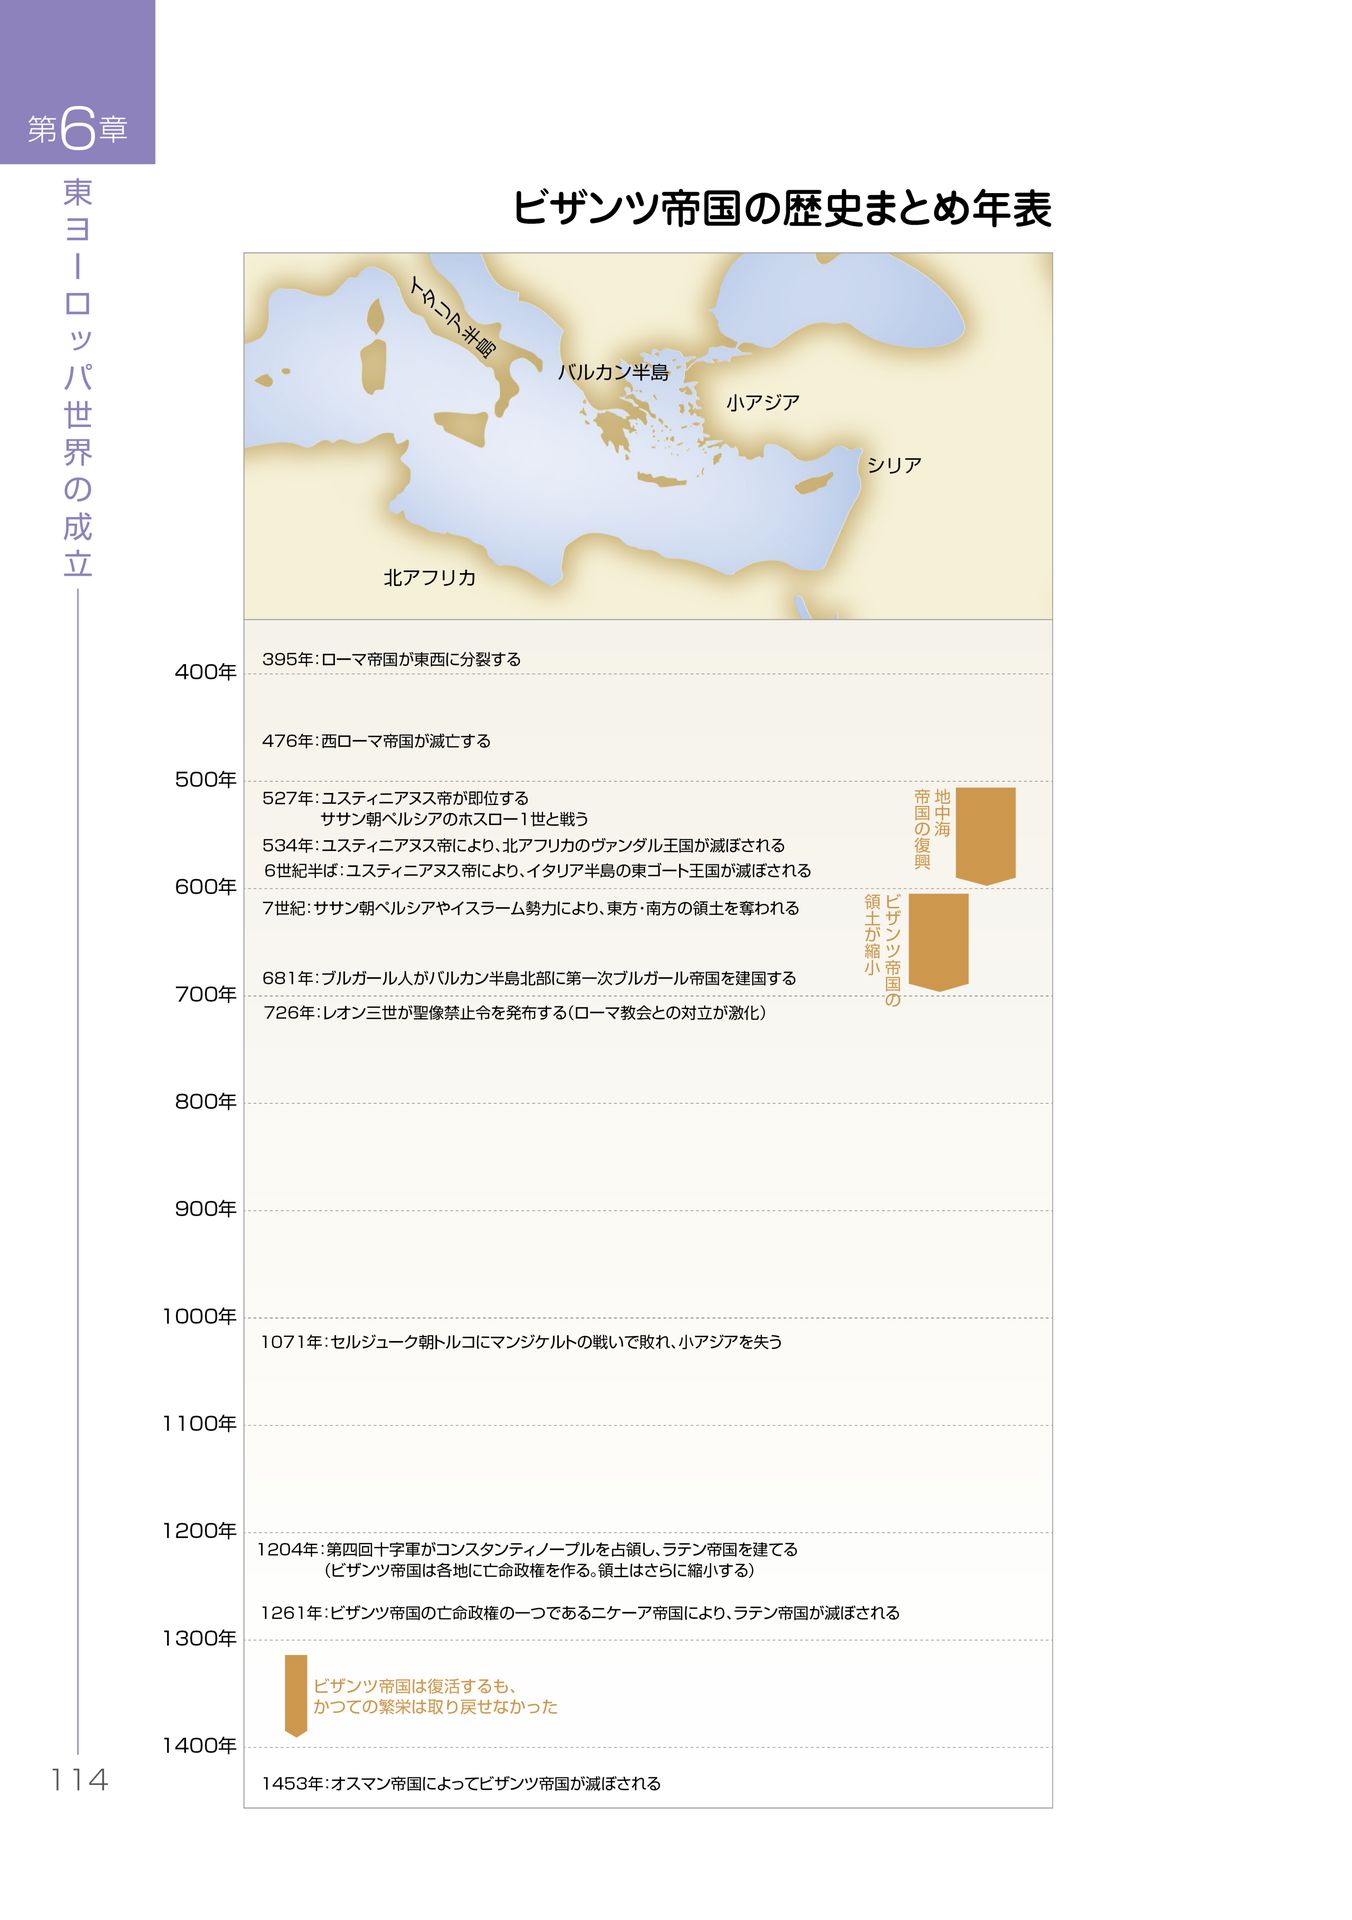 第6章
東ヨーロッパ世界の成立
ビザンツ帝国の歴史まとめ年表
イタリア半島
バルカン半島
小アジア
シリア
北アフリカ
395年：ローマ帝国が東西に分裂する
400年
476年：西ローマ帝国が滅亡する
500年
527年：ユスティニアヌス帝が即位する
ササン朝ペルシアのホスロー1世と戦う
534年：ユスティニアヌス帝により、北アフリカのヴァンダル王国が滅ぼされる
6世紀半ば：ユスティニアヌス帝により、イタリア半島の東ゴート王国が滅ぼされる
地中海
帝国の復興
600年
7世紀：ササン朝ペルシアやイスラーム勢力により、東方・南方の領土を奪われる
681年：ブルガール人がバルカン半島北部に第一次ブルガール帝国を建国する
ビザンツ帝国の
領土が縮小
700年
726年：レオン三世が聖像禁止令を発布する（ローマ教会との対立が激化）
800年
900年
1000年
1071年：セルジューク朝トルコにマンジケルトの戦いで敗れ、小アジアを失う
1100年
1200年
1204年：第四回十字軍がコンスタンティノープルを占領し、ラテン帝国を建てる
（ビザンツ帝国は各地に亡命政権を作る。領土はさらに縮小する）
1261年：ビザンツ帝国の亡命政権の一つであるニケーア帝国により、ラテン帝国が滅ぼされる
1300年
ビザンツ帝国は復活するも、
かつての繁栄は取り戻せなかった
1400年
1453年：オスマン帝国によってビザンツ帝国が滅ぼされる
114